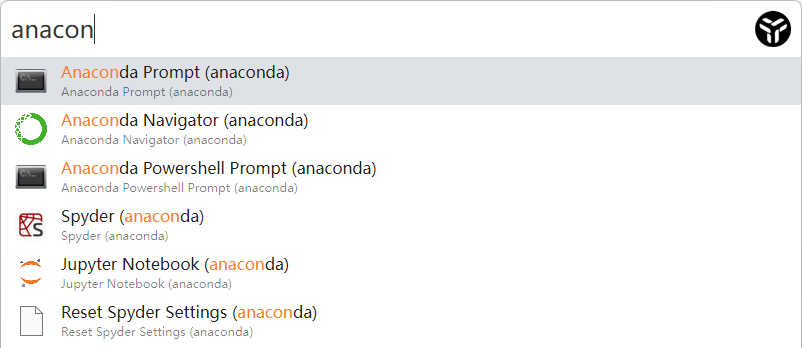 anacon
Anaconda Prompt (anaconda)
Anaconda Prompt (anaconda)
Anaconda Navigator (anaconda)
Anaconda Navigator (anaconda)
Anaconda Powershell Prompt (anaconda)
Anaconda Powershell Prompt (anaconda)
Spyder (anaconda)
Spyder (anaconda)
Jupyter Notebook (anaconda)
Jupyter Notebook (anaconda)
Reset Spyder Settings (anaconda)
Reset Spyder Settings (anaconda)